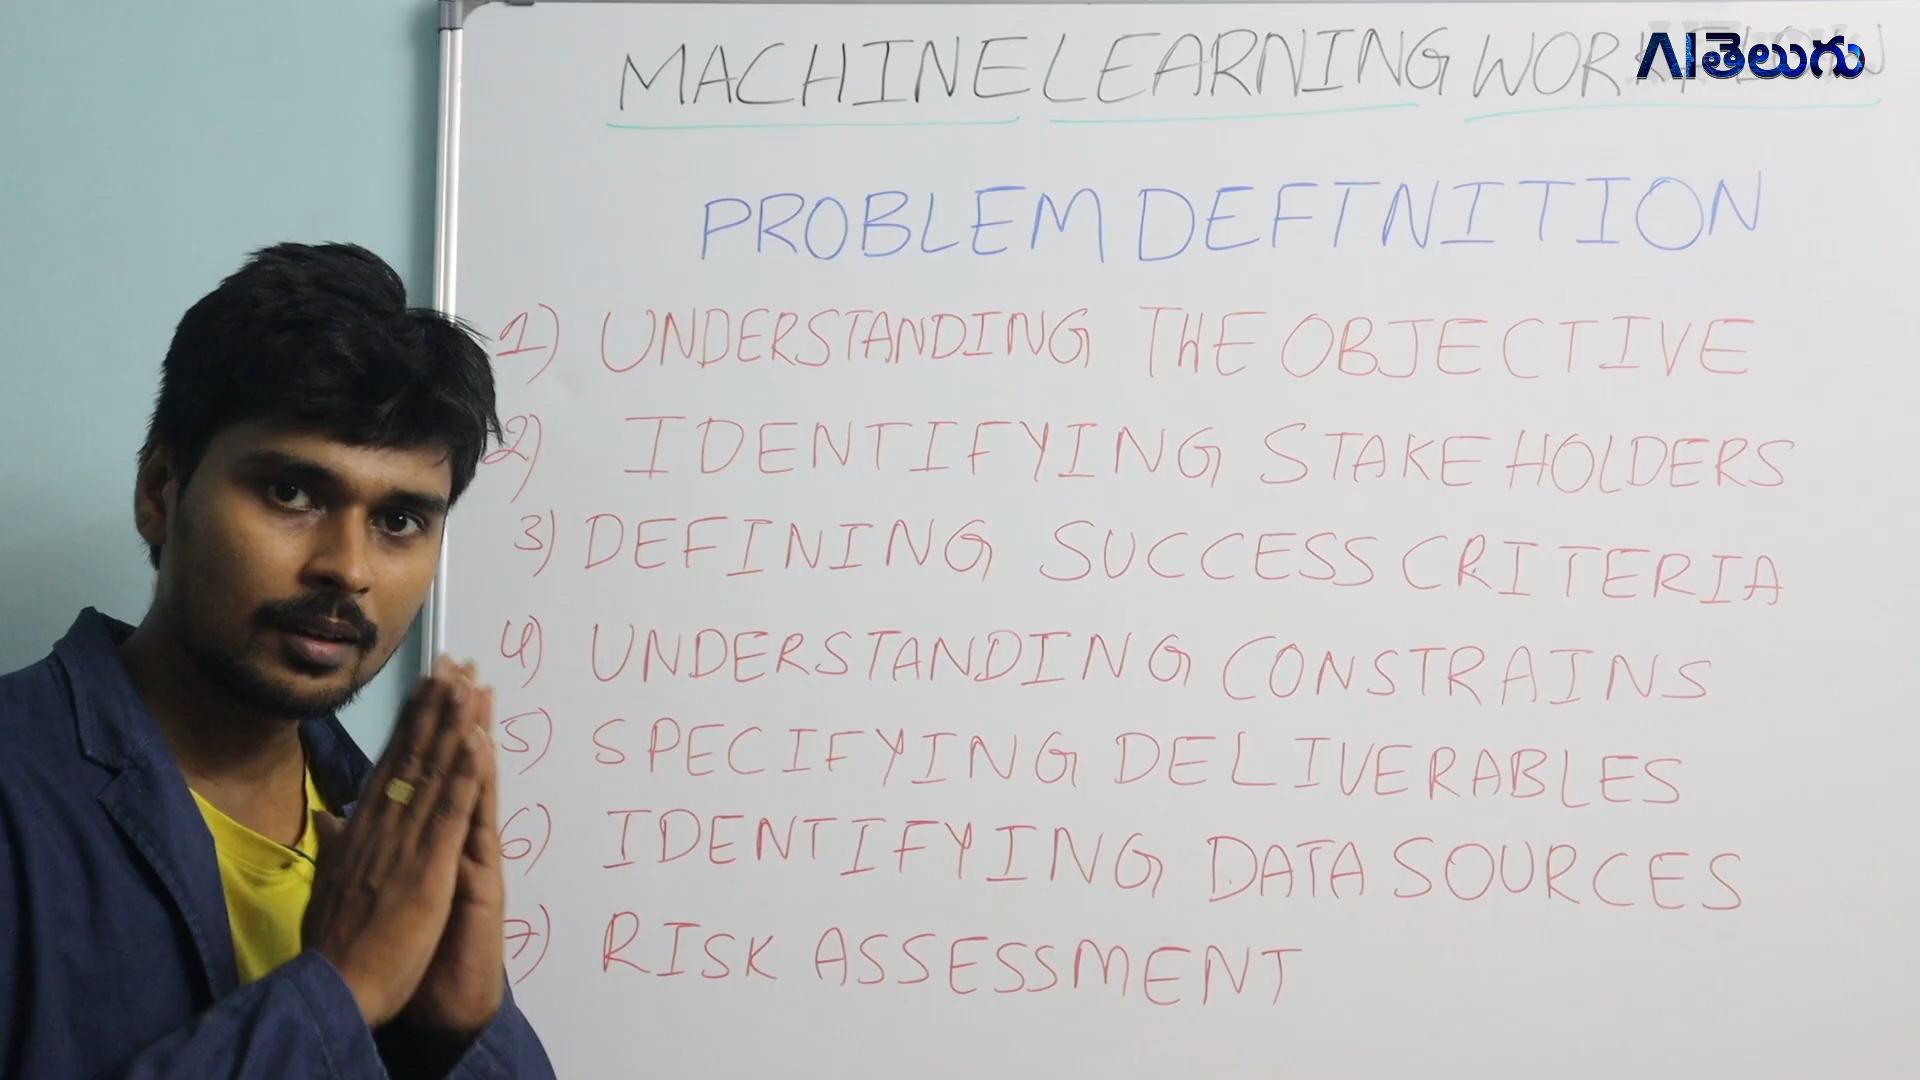 MACHINE LEARNING
AIతెలుగు
PROBLEM DEFINITION
1) UNDERSTANDING THE OBJECTIVE
2) IDENTIFYING STAKE HOLDERS
3) DEFINING SUCCESS CRITERIA
4) UNDERSTANDING CONSTRAINS
5) SPECIFYING DELIVERABLES
6) IDENTIFYING DATA SOURCES
7) RISK ASSESSMENT